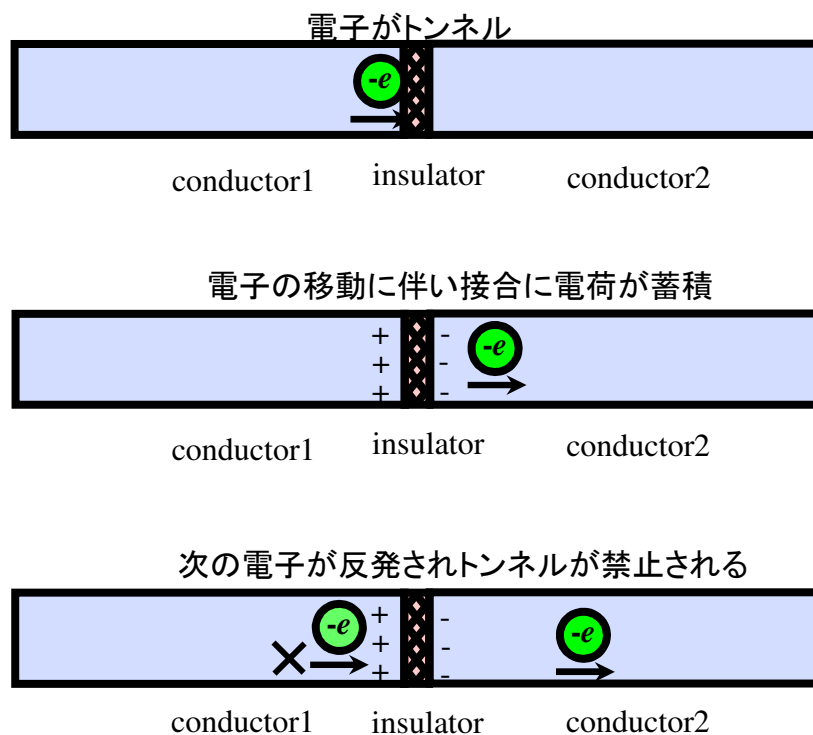 電子がトンネル
-e
conductor1 insulator conductor2
電子の移動に伴い接合に電荷が蓄積
+ -
-e
+ -
+ -
conductor1 insulator conductor2
次の電子が反発されトンネルが禁止される
-e + - -e
+ -
+ -
conductor1 insulator conductor2